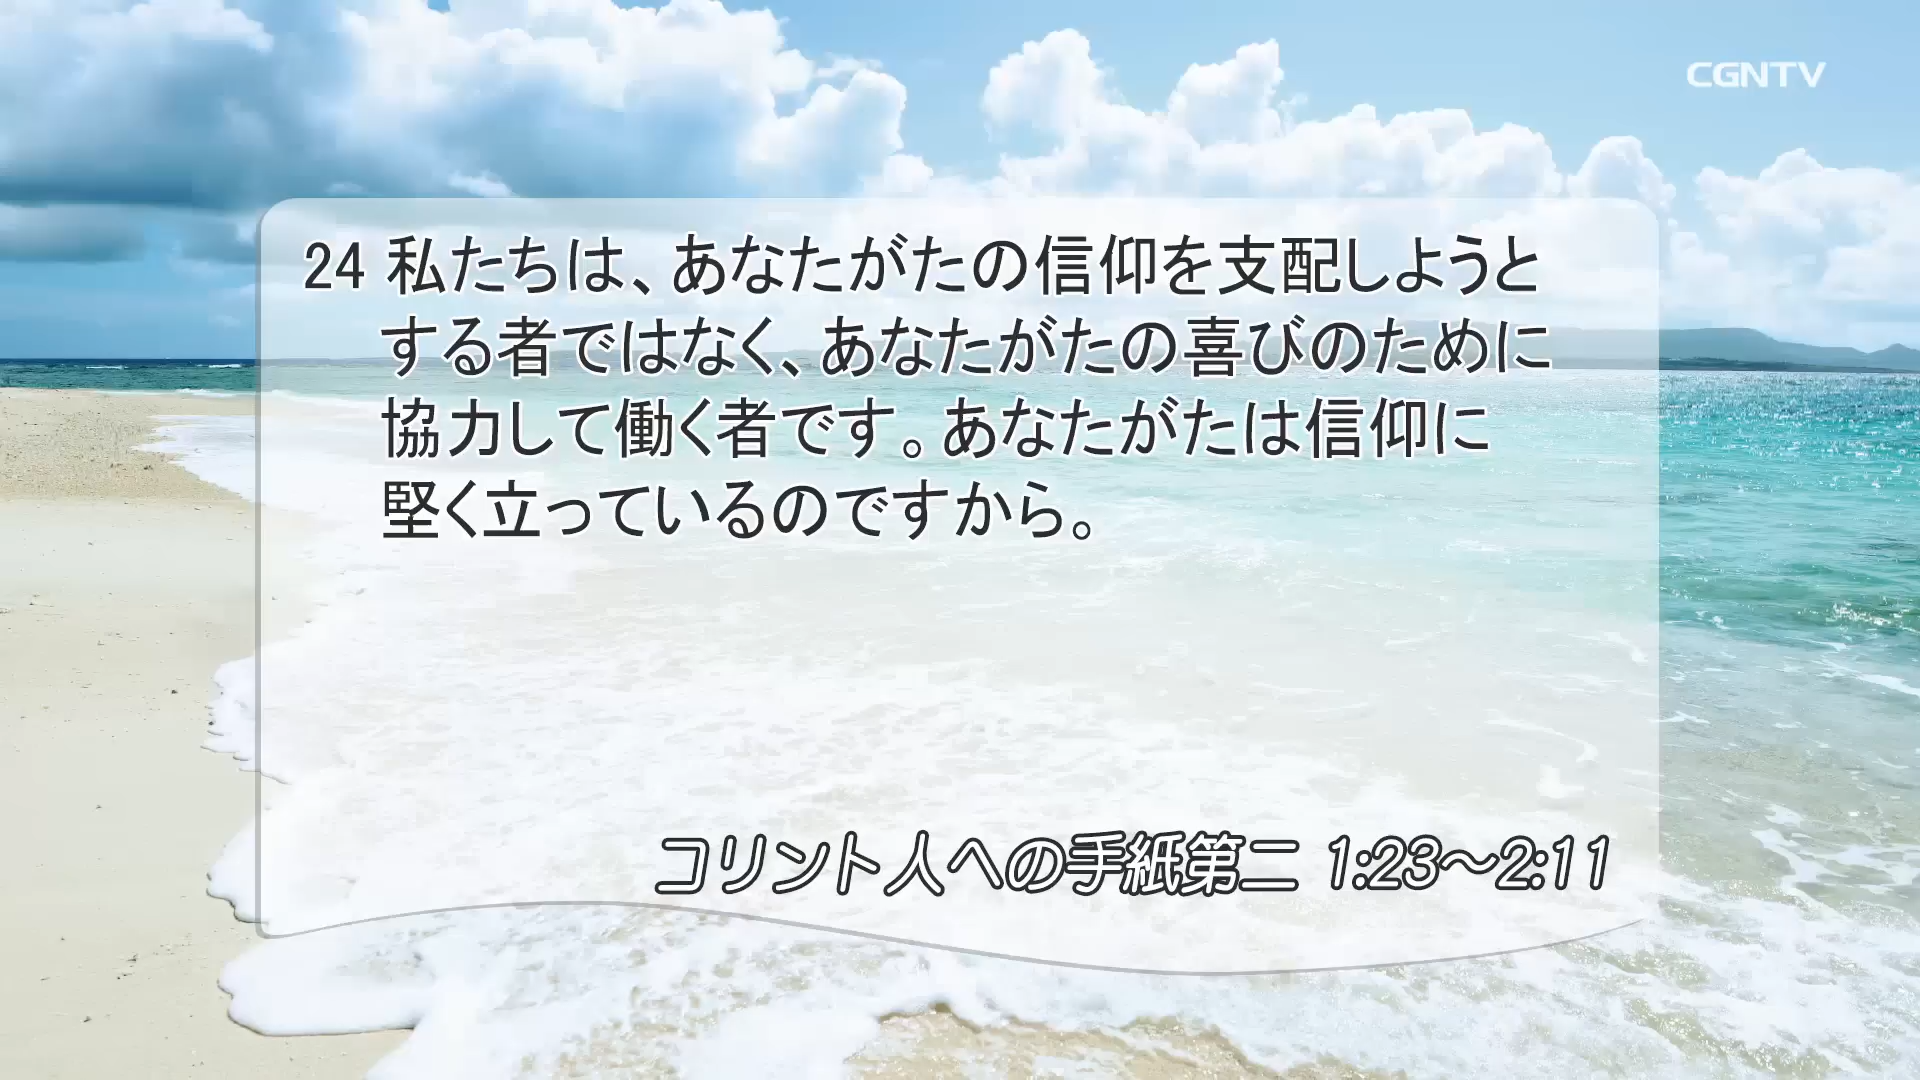 CGNTV
24 私たちは、あなたがたの信仰を支配しようと
する者ではなく、あなたがたの喜びのために
協力して働く者です。あなたがたは信仰に
堅く立っているのですから。
コリント人への手紙第二 1:23〜2:11